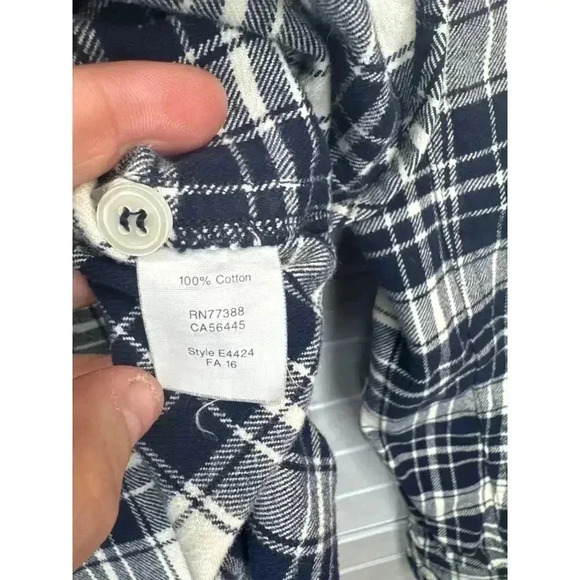 100% Cotton
RN77388
CA56445
Style E4424
FA 16